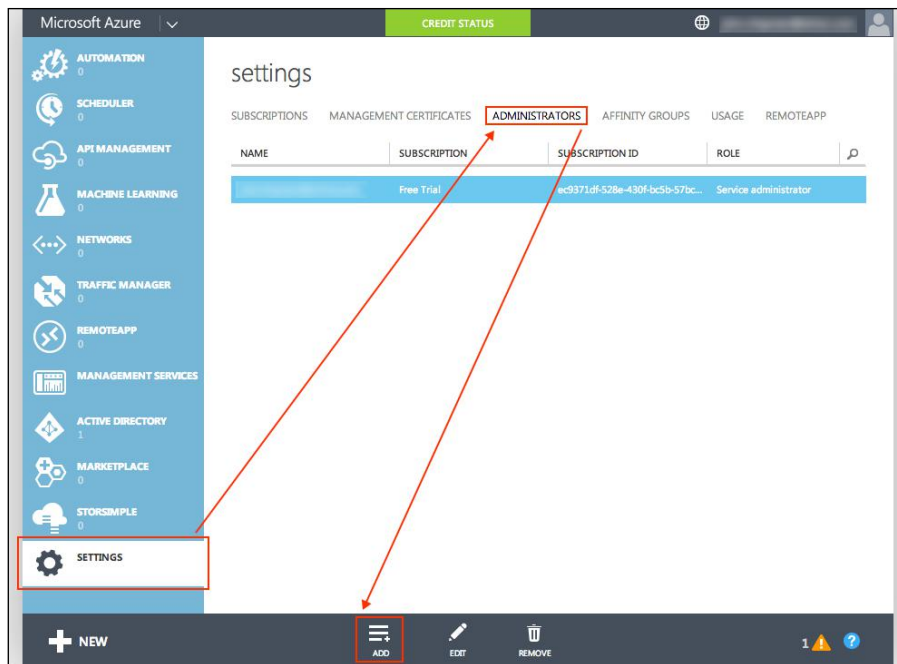 Microsoft Azure
CREDIT STATUS
AUTOMATION
0
SCHEDULER
0
API MANAGEMENT
0
MACHINE LEARNING
0
NETWORKS
0
TRAFFIC MANAGER
0
REMOTEAPP
0
MANAGEMENT SERVICES
ACTIVE DIRECTORY
1
MARKETPLACE
0
STORSIMPLE
0
SETTINGS
settings
SUBSCRIPTIONS MANAGEMENT CERTIFICATES ADMINISTRATORS AFFINITY GROUPS USAGE REMOTEAPP
NAME SUBSCRIPTION SUBSCRIPTION ID ROLE
Free Trial ec9371df-528e-430f-bc5b-57bc... Service administrator
NEW ADD EDIT REMOVE 1 ?